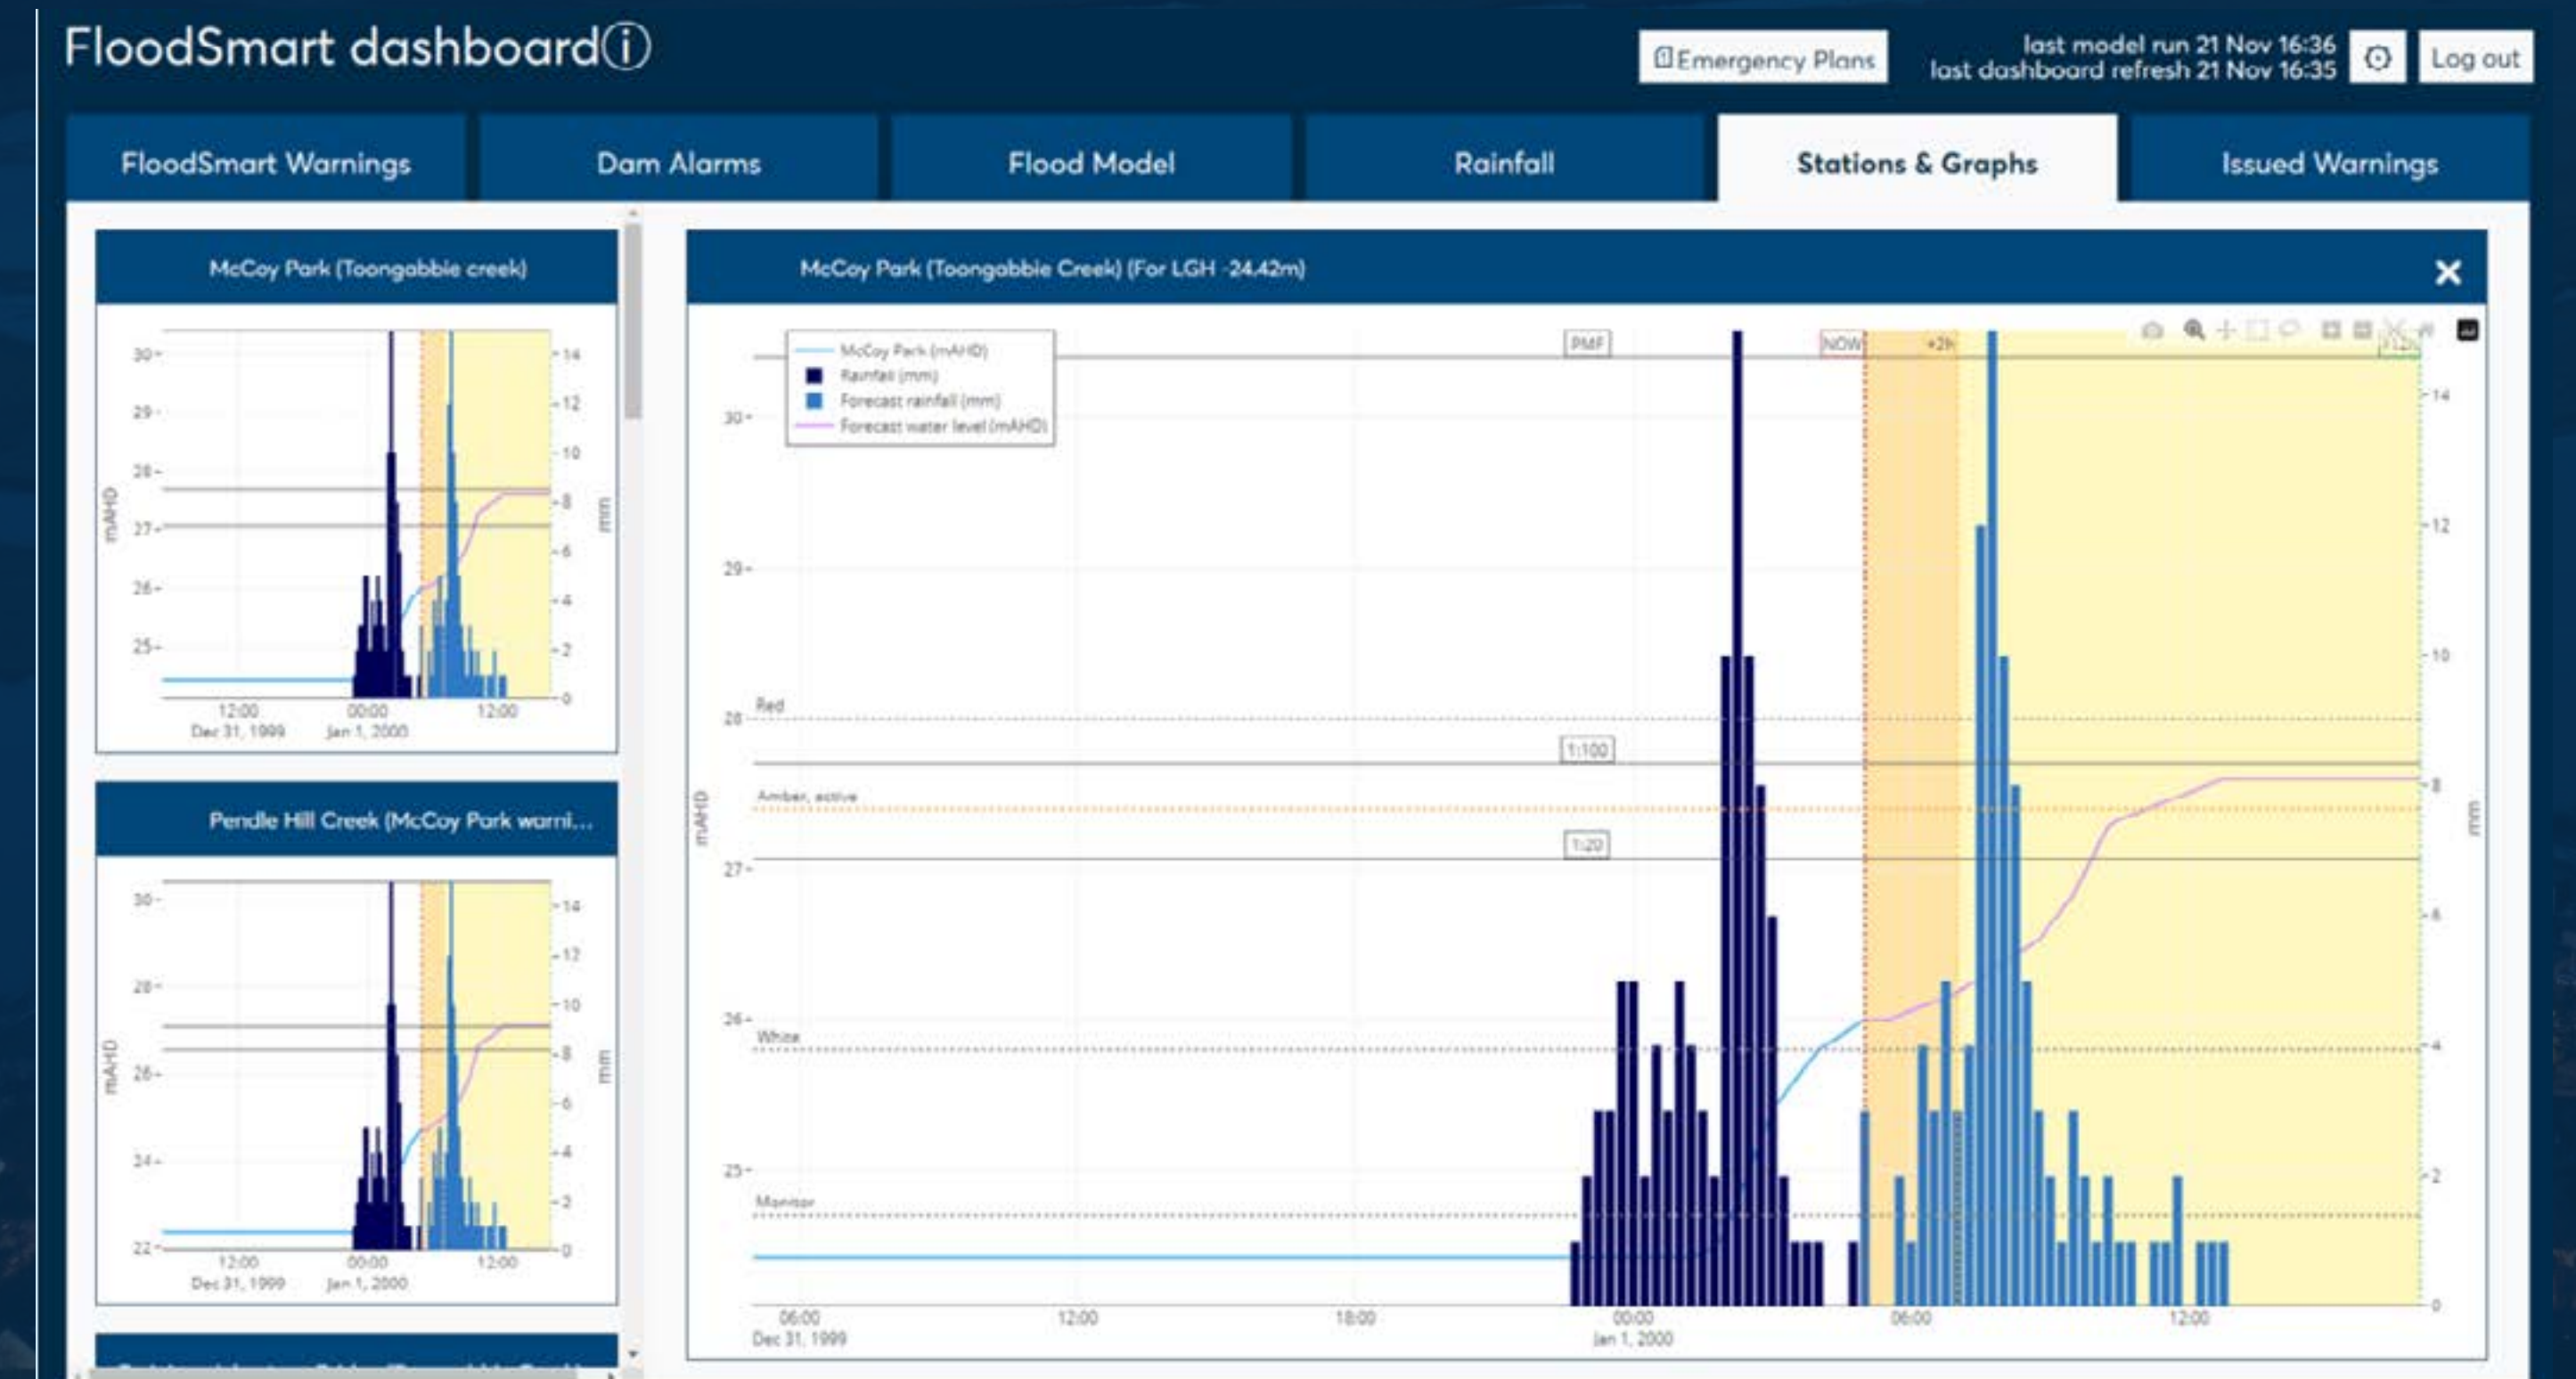 FloodSmart dashboardⓘ
Emergency Plans
last model run 21 Nov 16:36
last dashboard refresh 21 Nov 16:35
Log out
FloodSmart Warnings
Dam Alarms
Flood Model
Rainfall
Stations & Graphs
Issued Warnings
McCoy Park (Toongabbie creek)
30
29
28
27
26
25
mAHD
14
12
10
8
6
4
2
0
mm
12:00 00:00 12:00
Dec 31, 1999 Jan 1, 2000
Pendle Hill Creek (McCoy Park warni...
30
28
26
24
22
mAHD
14
12
10
8
6
4
2
0
mm
12:00 00:00 12:00
Dec 31, 1999 Jan 1, 2000
McCoy Park (Toongabbie Creek) (For LGH -24.42m)
McCoy Park (mAHD)
Rainfall (mm)
Forecast rainfall (mm)
Forecast water level (mAHD)
PMF
NOW
+2h
30
29
28
27
26
25
mAHD
Red
1:100
Amber, active
1:20
White
Monitor
14
12
10
8
6
4
2
0
mm
06:00 12:00 18:00 00:00 06:00 12:00
Dec 31, 1999 Jan 1, 2000